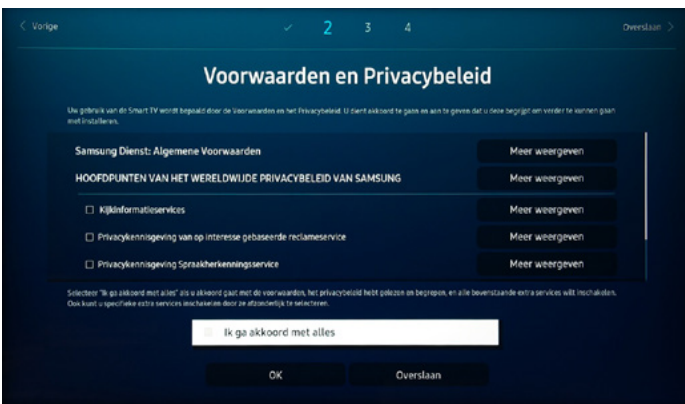 Vorige
2 3 4
Overslaan
Voorwaarden en Privacybeleid
Uw gebruik van de Smart TV wordt bepaald door de Voorwaarden en het Privacybeleid. U dient akkoord te gaan en aan te geven dat u deze begrijpt om verder te kunnen gaan
met installeren.
Samsung Dienst: Algemene Voorwaarden
Meer weergeven
HOOFDPUNTEN VAN HET WERELDWIJDE PRIVACYBELEID VAN SAMSUNG
Meer weergeven
Kijkinformatieservices
Meer weergeven
Privacykennisgeving van op interesse gebaseerde reclameservice
Meer weergeven
Privacykennisgeving Spraakherkenningsservice
Meer weergeven
Selecteer "Ik ga akkoord met alles" als u akkoord gaat met de voorwaarden, het privacybeleid hebt gelezen en begrepen, en alle bovenstaande extra services wilt inschakelen.
Ook kunt u specifieke extra services inschakelen door ze afzonderlijk te selecteren.
Ik ga akkoord met alles
OK
Overslaan